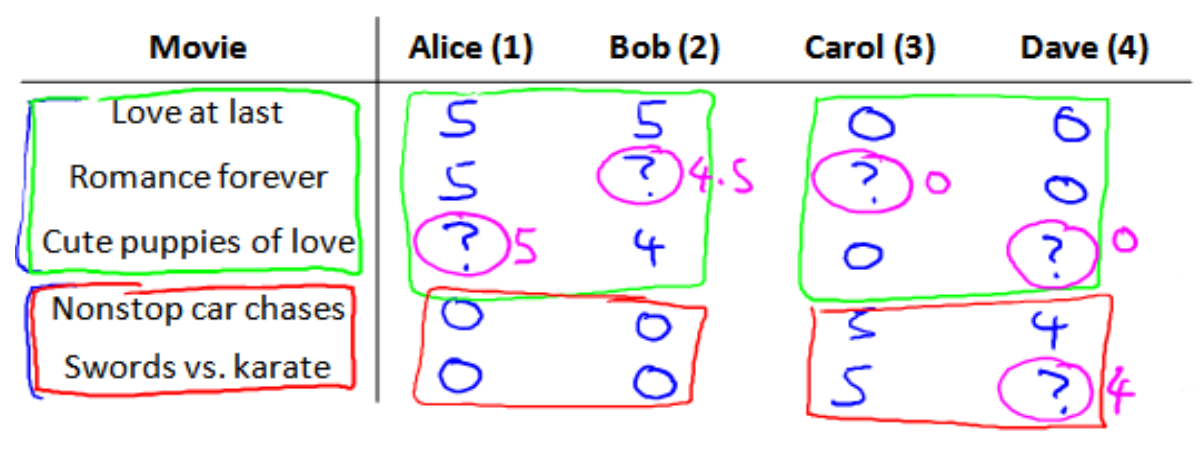 Movie Alice (1) Bob (2) Carol (3) Dave (4)
Love at last 5 5 0 0
Romance forever 5 ? 4.5 ? 0 0
Cute puppies of love ? 5 4 0 ? 0
Nonstop car chases 0 0 5 4
Swords vs. karate 0 0 5 ? 4